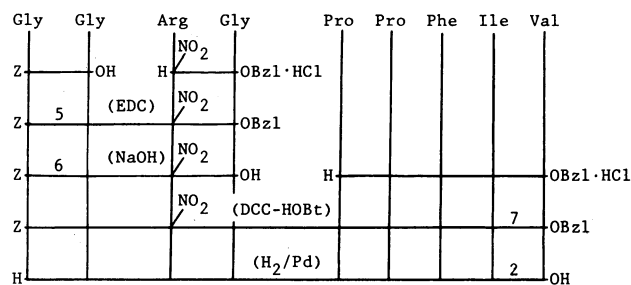 Gly Gly Arg Gly Pro Pro Phe Ile Val
NO2
Z OH H OBzl·HCl
5 (EDC) NO2
Z OBzl
6 (NaOH) NO2
Z OH H OBzl·HCl
NO2 (DCC-HOBt) 7
Z OBzl
(H2/Pd) 2
H OH